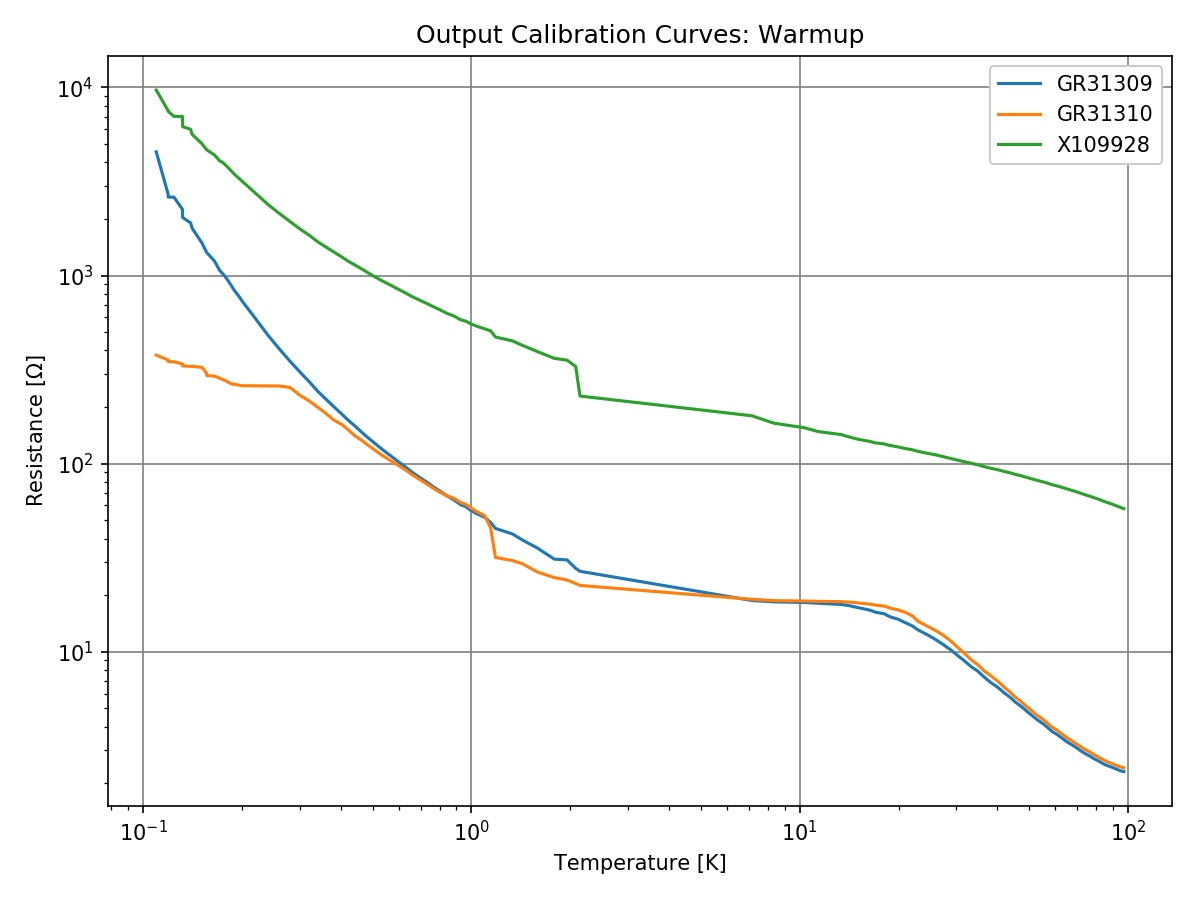 Output Calibration Curves: Warmup
GR31309
GR31310
X109928
10⁴
10³
10²
10¹
Resistance [Ω]
10⁻¹
10⁰
10¹
10²
Temperature [K]